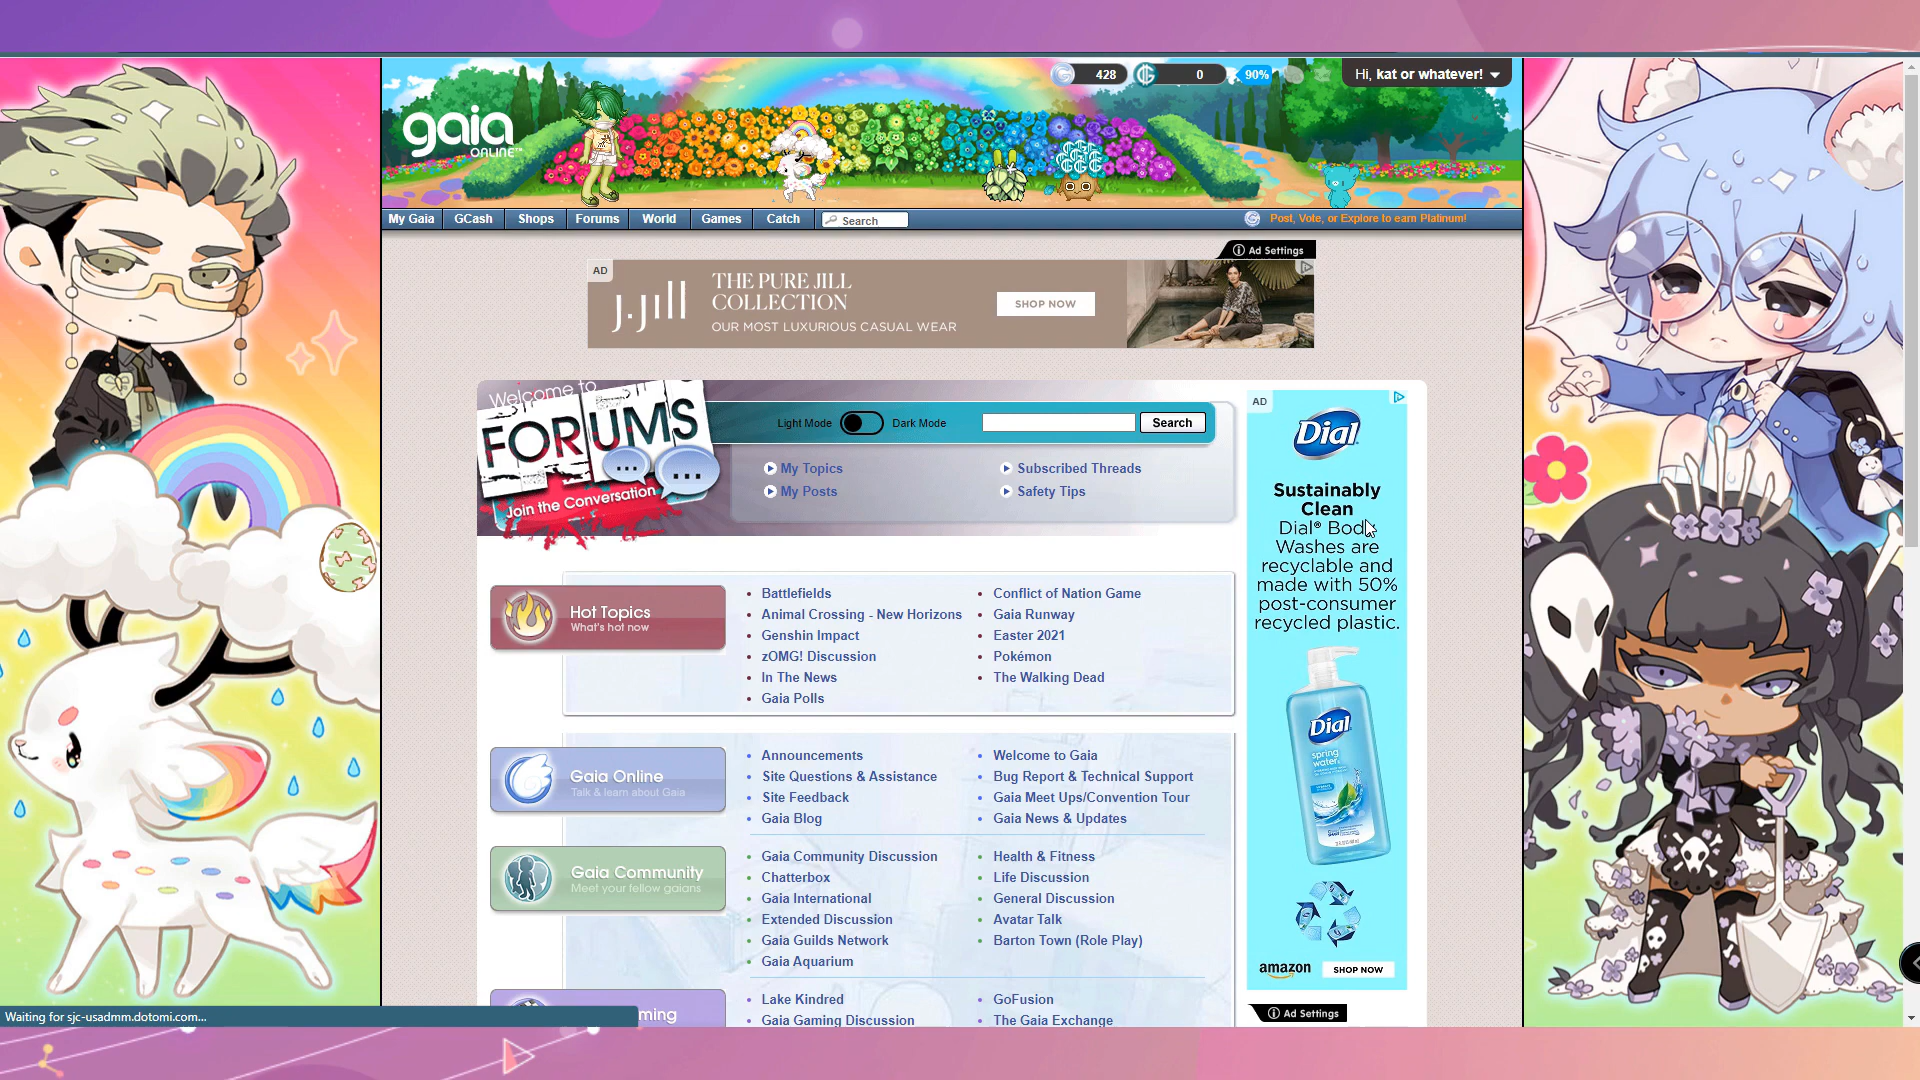 428
0
90%
Hi, kat or whatever!
gaia
ONLINE™
My Gaia
GCash
Shops
Forums
World
Games
Catch
Search
Post, Vote, or Explore to earn Platinum!
Ad Settings
AD
J.Jill
THE PURE JILL
COLLECTION
OUR MOST LUXURIOUS CASUAL WEAR
SHOP NOW
Welcome to
FORUMS
Join the Conversation
Light Mode
Dark Mode
Search
My Topics
Subscribed Threads
My Posts
Safety Tips
AD
Dial
Sustainably
Clean
Dial® Body
Washes are
recyclable and
made with 50%
post-consumer
recycled plastic.
Dial
spring
water
amazon
SHOP NOW
Ad Settings
Hot Topics
What's hot now
Battlefields
Animal Crossing - New Horizons
Genshin Impact
zOMG! Discussion
In The News
Gaia Polls
Conflict of Nation Game
Gaia Runway
Easter 2021
Pokémon
The Walking Dead
Gaia Online
Talk & learn about Gaia
Announcements
Site Questions & Assistance
Site Feedback
Gaia Blog
Welcome to Gaia
Bug Report & Technical Support
Gaia Meet Ups/Convention Tour
Gaia News & Updates
Gaia Community
Meet your fellow gaians
Gaia Community Discussion
Chatterbox
Gaia International
Extended Discussion
Gaia Guilds Network
Gaia Aquarium
Health & Fitness
Life Discussion
General Discussion
Avatar Talk
Barton Town (Role Play)
ming
Lake Kindred
Gaia Gaming Discussion
GoFusion
The Gaia Exchange
Waiting for sjc-usadmm.dotomi.com...